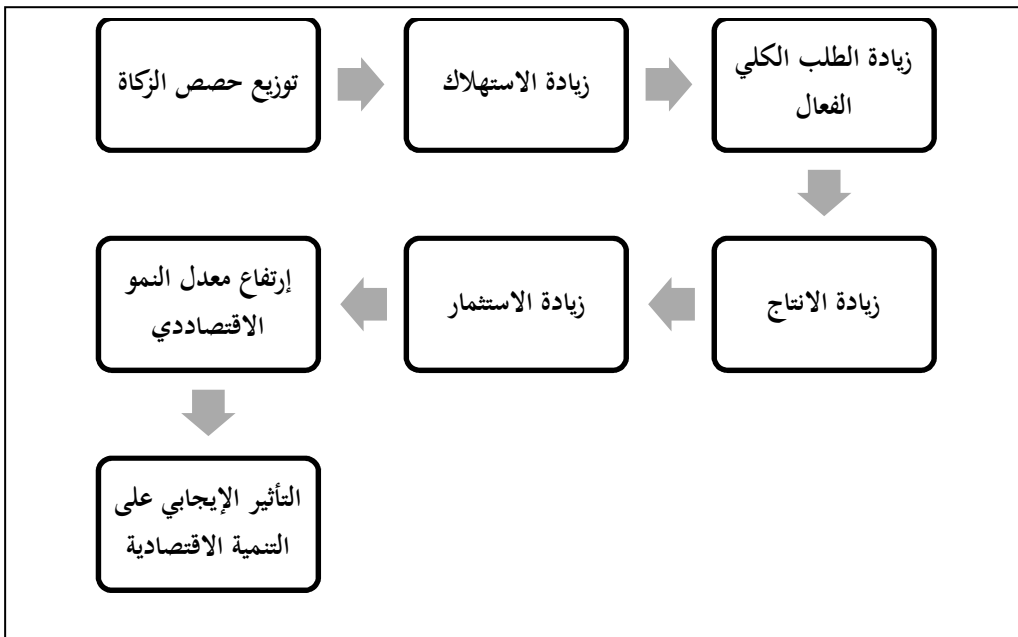 توزيع حصص الزكاة
زيادة الاستهلاك
زيادة الطلب الكلي
الفعال
زيادة الانتاج
زيادة الاستثمار
إرتفاع معدل النمو
الاقتصاددي
التأثير الإيجابي على
التنمية الاقتصادية